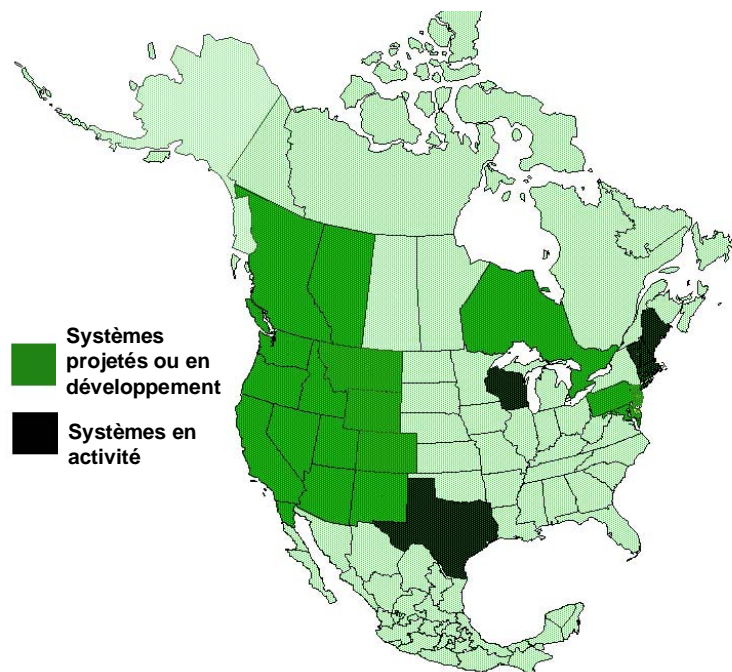 Systèmes
projetés ou en
développement
Systèmes en
activité